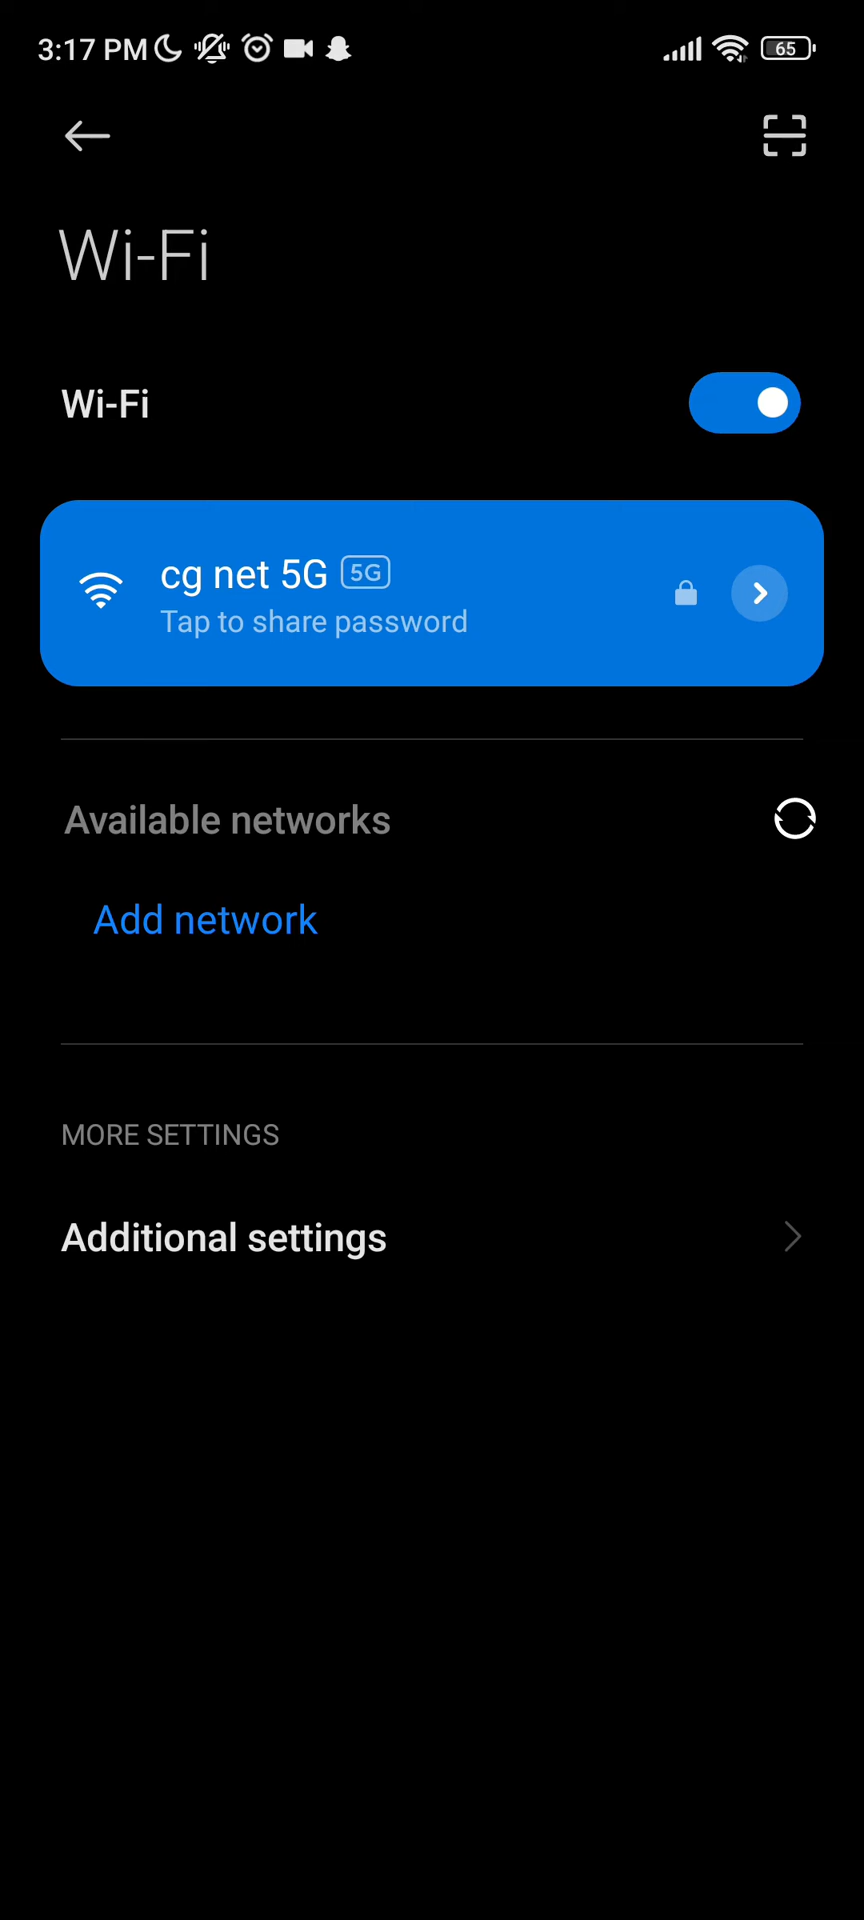 3:17 PM 65
Wi-Fi
Wi-Fi
cg net 5G 5G
Tap to share password
Available networks
Add network
MORE SETTINGS
Additional settings